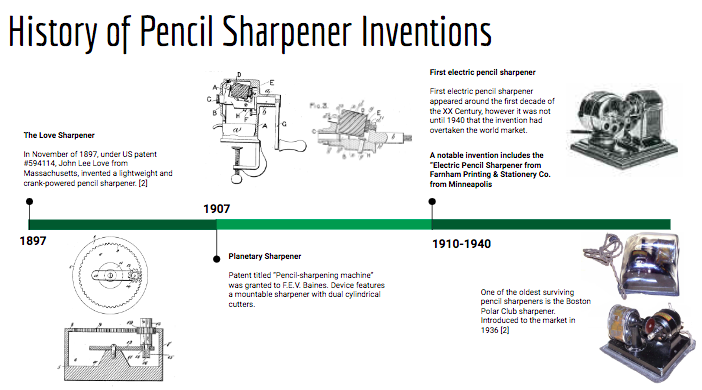 History of Pencil Sharpener Inventions
The Love Sharpener
In November of 1897, under US patent
#594114, John Lee Love from
Massachusetts, invented a lightweight and
crank-powered pencil sharpener. [2]
1897
1907
Planetary Sharpener
Patent titled "Pencil-sharpening machine"
was granted to F.E.V. Baines. Device features
a mountable sharpener with dual cylindrical
cutters.
First electric pencil sharpener
First electric pencil sharpener
appeared around the first decade of
the XX Century, however it was not
until 1940 that the invention had
overtaken the world market.
A notable invention includes the
"Electric Pencil Sharpener from
Farnham Printing & Stationery Co.
from Minneapolis
1910-1940
One of the oldest surviving
pencil sharpeners is the Boston
Polar Club sharpener.
Introduced to the market in
1936 [2]